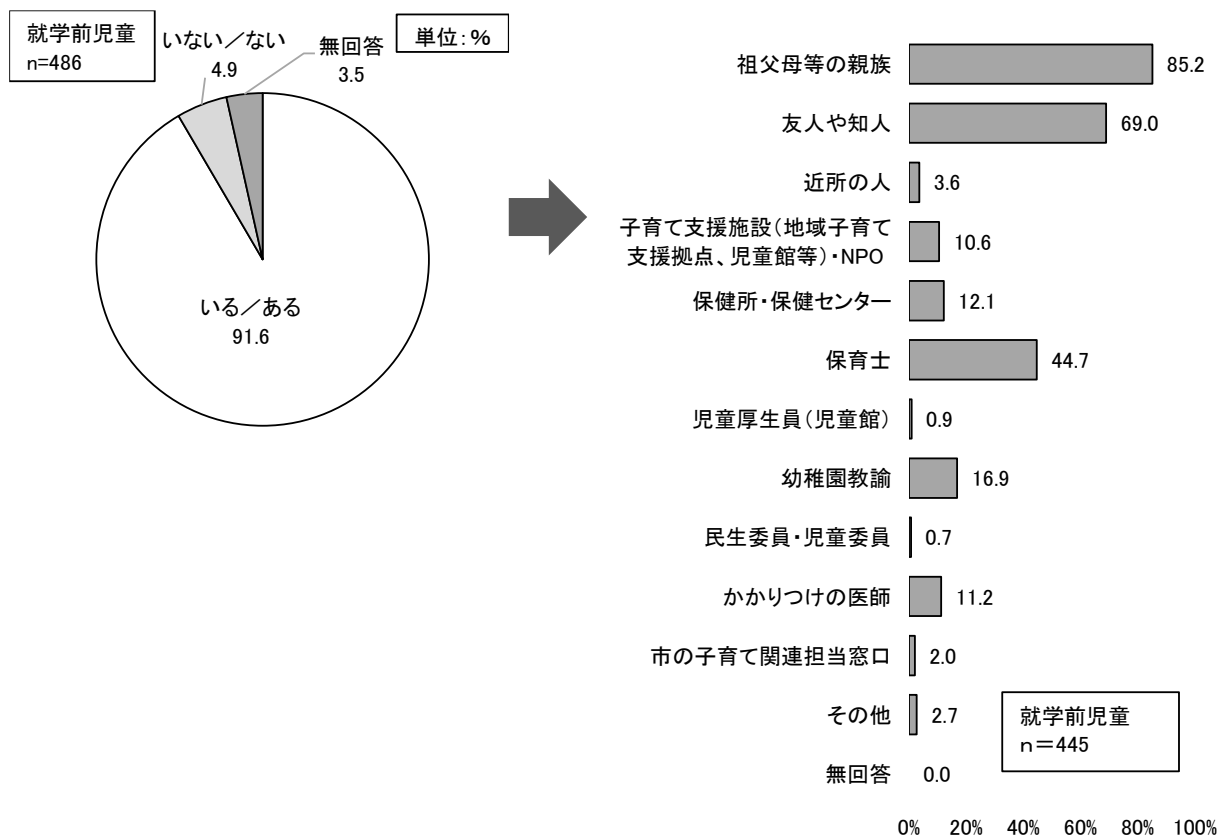 就学前児童
n=486
いない／ない
4.9
無回答
3.5
単位：％
いる／ある
91.6
祖父母等の親族
85.2
友人や知人
69.0
近所の人
3.6
子育て支援施設（地域子育て
支援拠点、児童館等）・NPO
10.6
保健所・保健センター
12.1
保育士
44.7
児童厚生員（児童館）
0.9
幼稚園教諭
16.9
民生委員・児童委員
0.7
かかりつけの医師
11.2
市の子育て関連担当窓口
2.0
その他
2.7
無回答
0.0
就学前児童
ｎ＝445
0% 20% 40% 60% 80% 100%